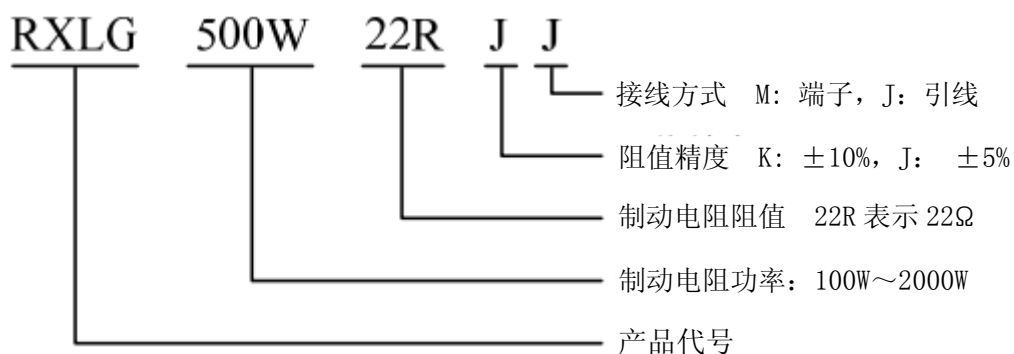 RXLG 500W 22R J J
接线方式 M: 端子，J：引线
阻值精度 K: ±10%，J： ±5%
制动电阻阻值 22R 表示 22Ω
制动电阻功率：100W～2000W
产品代号